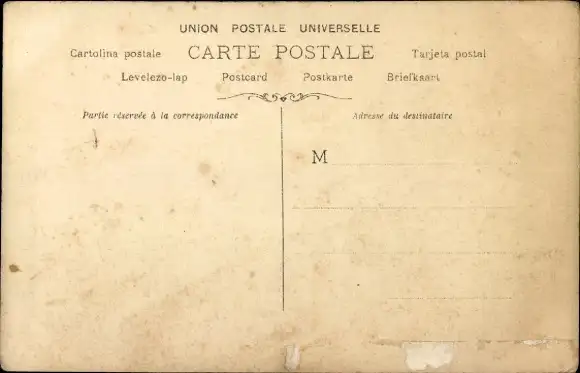 UNION POSTALE UNIVERSELLE
Cartolina postale CARTE POSTALE Tarjeta postal
Levelezo-lap Postcard Postkarte Briefkaart
Partie réservée à la correspondance Adresse du destinataire
M